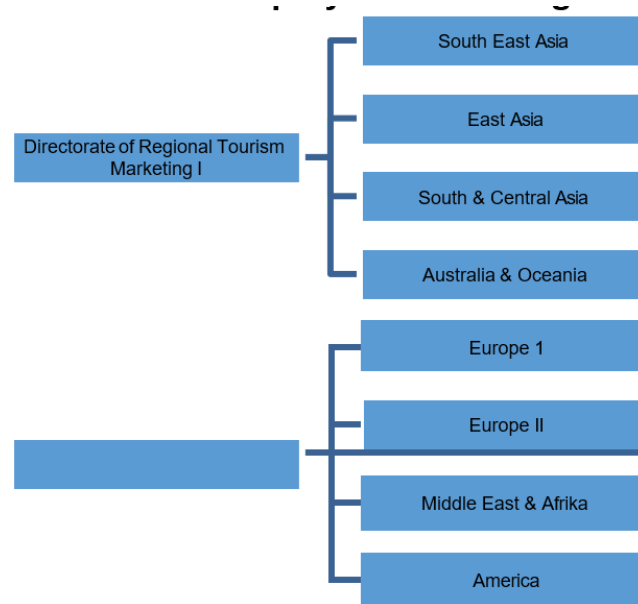 South East Asia
East Asia
Directorate of Regional Tourism
Marketing I
South & Central Asia
Australia & Oceania
Europe 1
Europe II
Middle East & Afrika
America